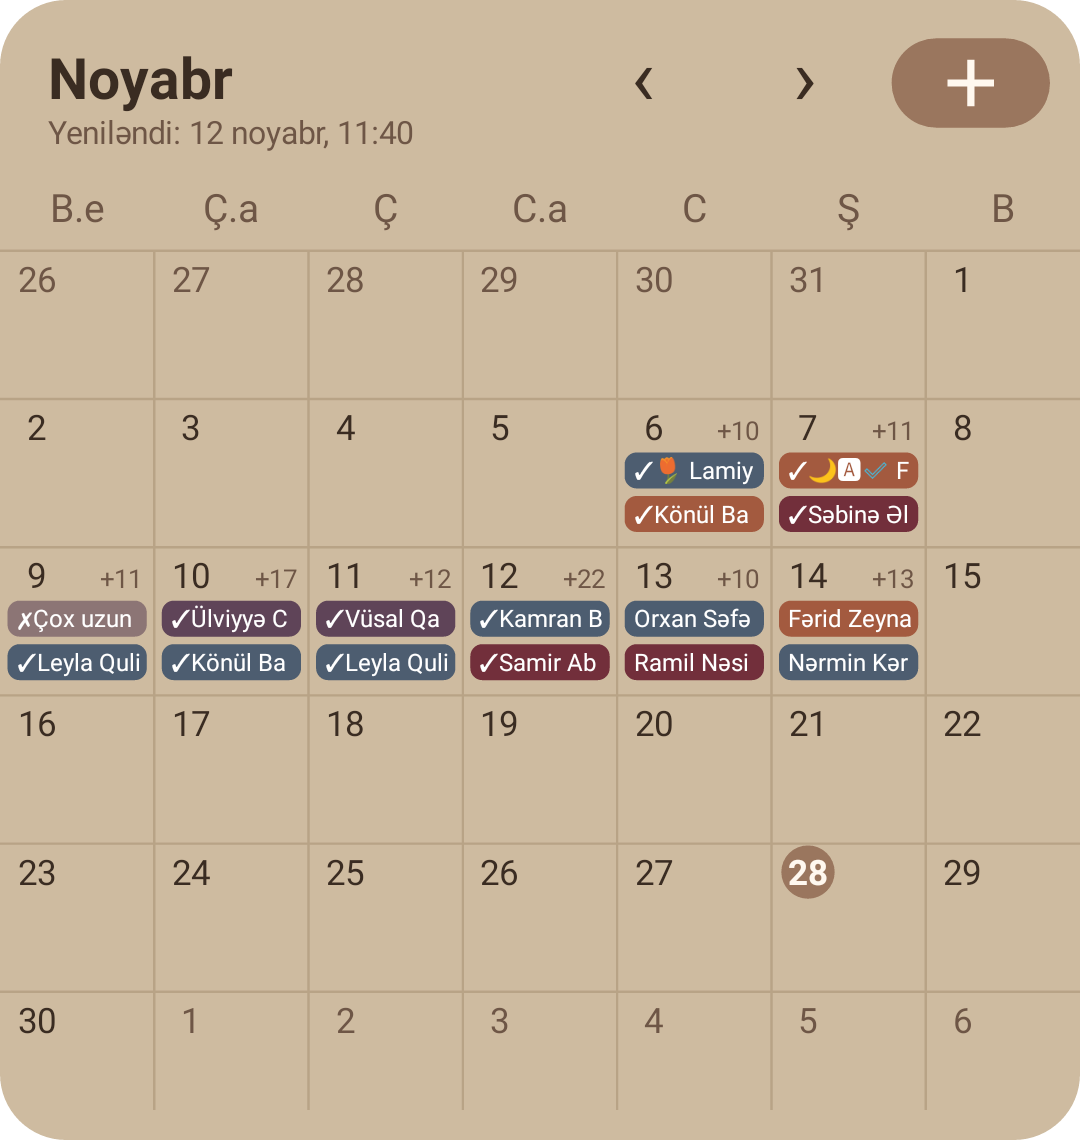 Noyabr ‹ › +
Yeniləndi: 12 noyabr, 11:40
B.e Ç.a Ç C.a C Ş B
26 27 28 29 30 31 1
2 3 4 5 6 +10 7 +11 8
✓🌷 Lamiy ✓🌙🅰✓ F
✓Könül Ba ✓Səbinə Əl
9 +11 10 +17 11 +12 12 +22 13 +10 14 +13 15
✗Çox uzun ✓Ülviyyə C ✓Vüsal Qa ✓Kamran B Orxan Səfə Fərid Zeyna
✓Leyla Quli ✓Könül Ba ✓Leyla Quli ✓Samir Ab Ramil Nəsi Nərmin Kər
16 17 18 19 20 21 22
23 24 25 26 27 28 29
30 1 2 3 4 5 6